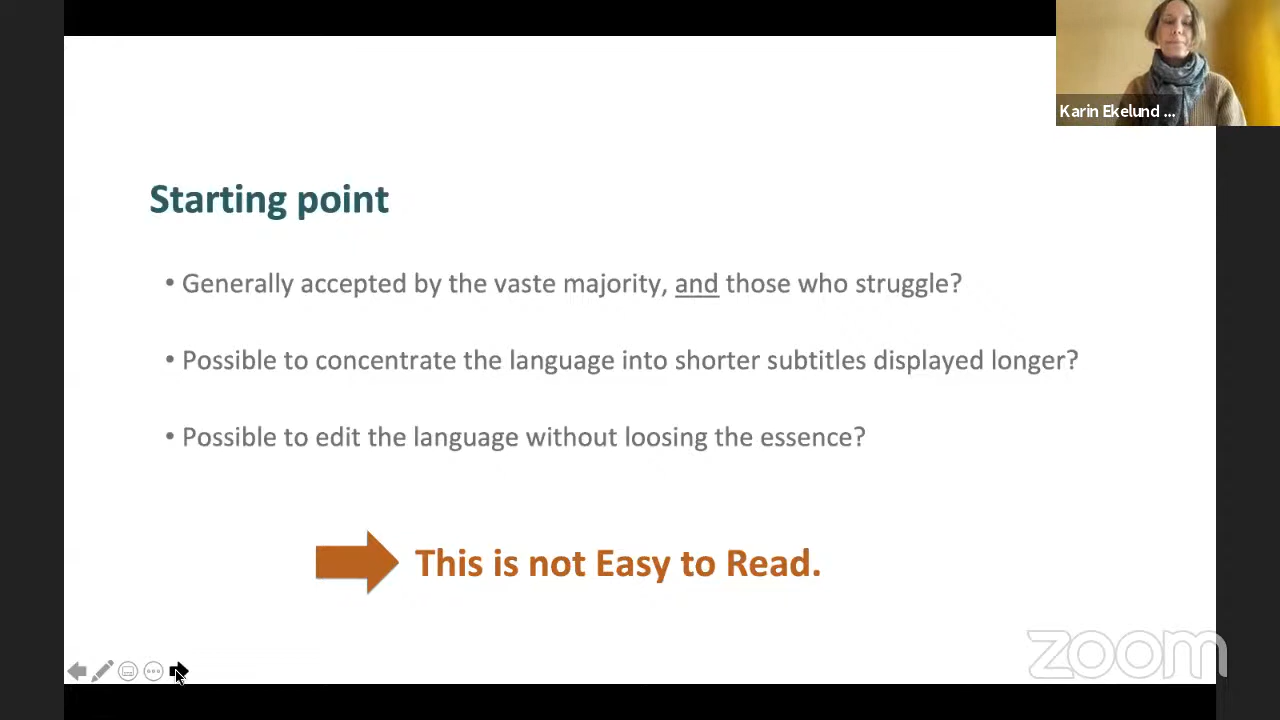 Karin Ekelund ...
Starting point
• Generally accepted by the vaste majority, and those who struggle?
• Possible to concentrate the language into shorter subtitles displayed longer?
• Possible to edit the language without loosing the essence?
This is not Easy to Read.
zoom